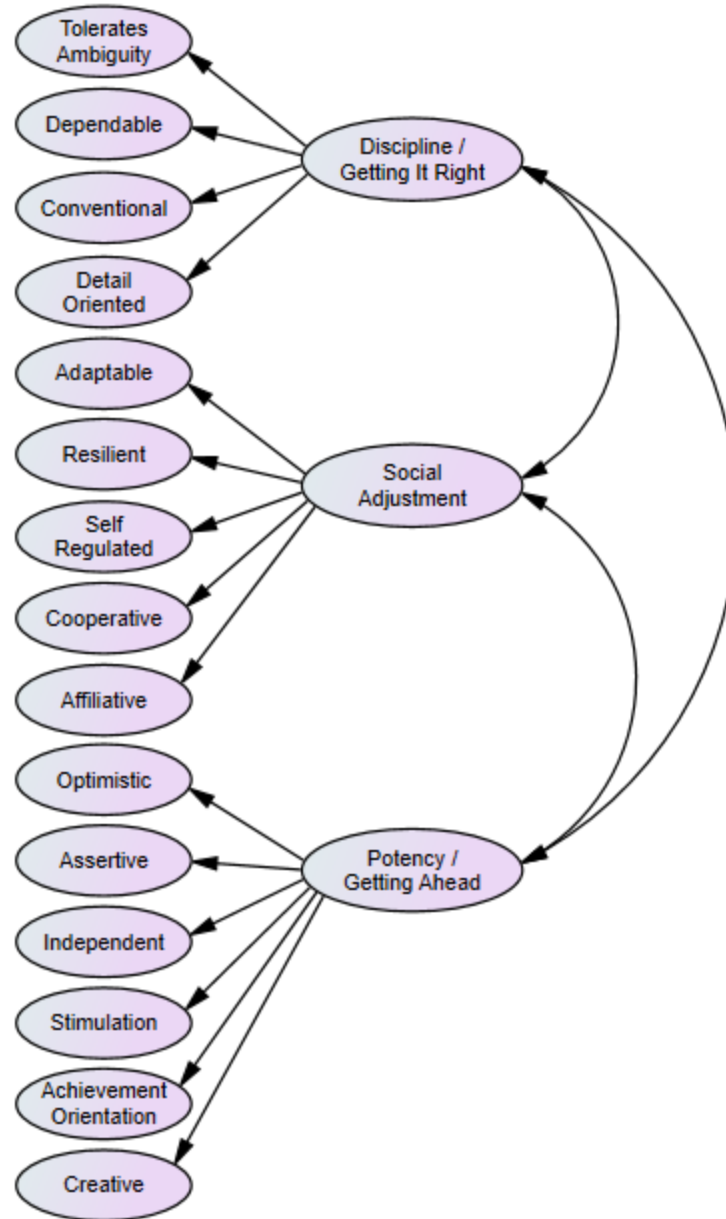 Tolerates
Ambiguity
Dependable
Conventional
Detail
Oriented
Discipline /
Getting It Right
Adaptable
Resilient
Self
Regulated
Cooperative
Affiliative
Social
Adjustment
Optimistic
Assertive
Independent
Stimulation
Achievement
Orientation
Creative
Potency /
Getting Ahead